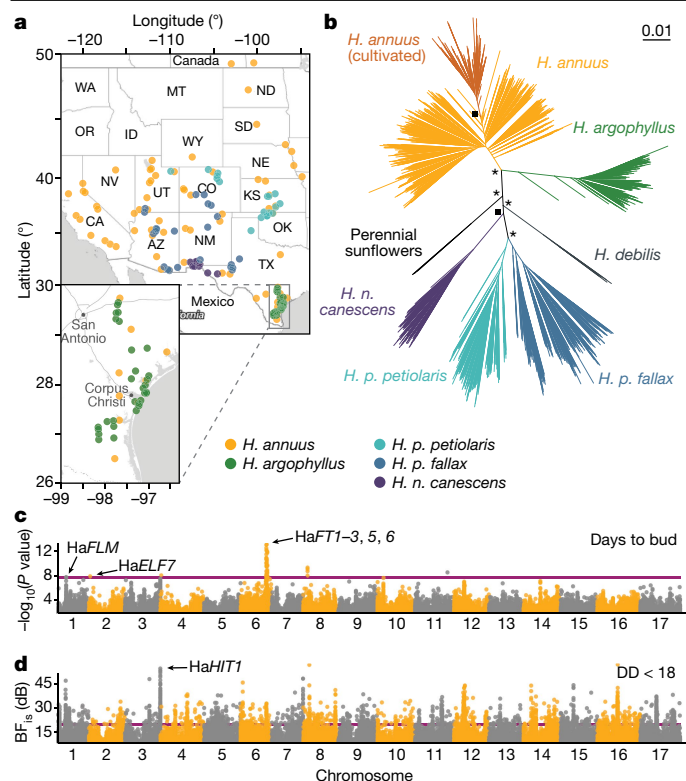 a
Longitude (°)
−120
−110
−100
50
40
30
Latitude (°)
Canada
WA
MT
ND
OR
ID
SD
WY
NE
NV
UT
CO
KS
CA
OK
AZ
NM
TX
Mexico
San
Antonio
Corpus
Christi
28
26
−99
−98
−97
b
0.01
H. annuus
(cultivated)
H. annuus
H. argophyllus
Perennial
sunflowers
H. debilis
H. n.
canescens
H. p. petiolaris
H. p. fallax
*
*
*
*
H. annuus
H. argophyllus
H. p. petiolaris
H. p. fallax
H. n. canescens
c
−log10(P value)
12
8
4
HaFLM
HaELF7
HaFT1–3, 5, 6
Days to bud
1 2 3 4 5 6 7 8 9 10 11 12 13 14 15 16 17
d
BFis (dB)
45
30
15
HaHIT1
DD < 18
1 2 3 4 5 6 7 8 9 10 11 12 13 14 15 16 17
Chromosome